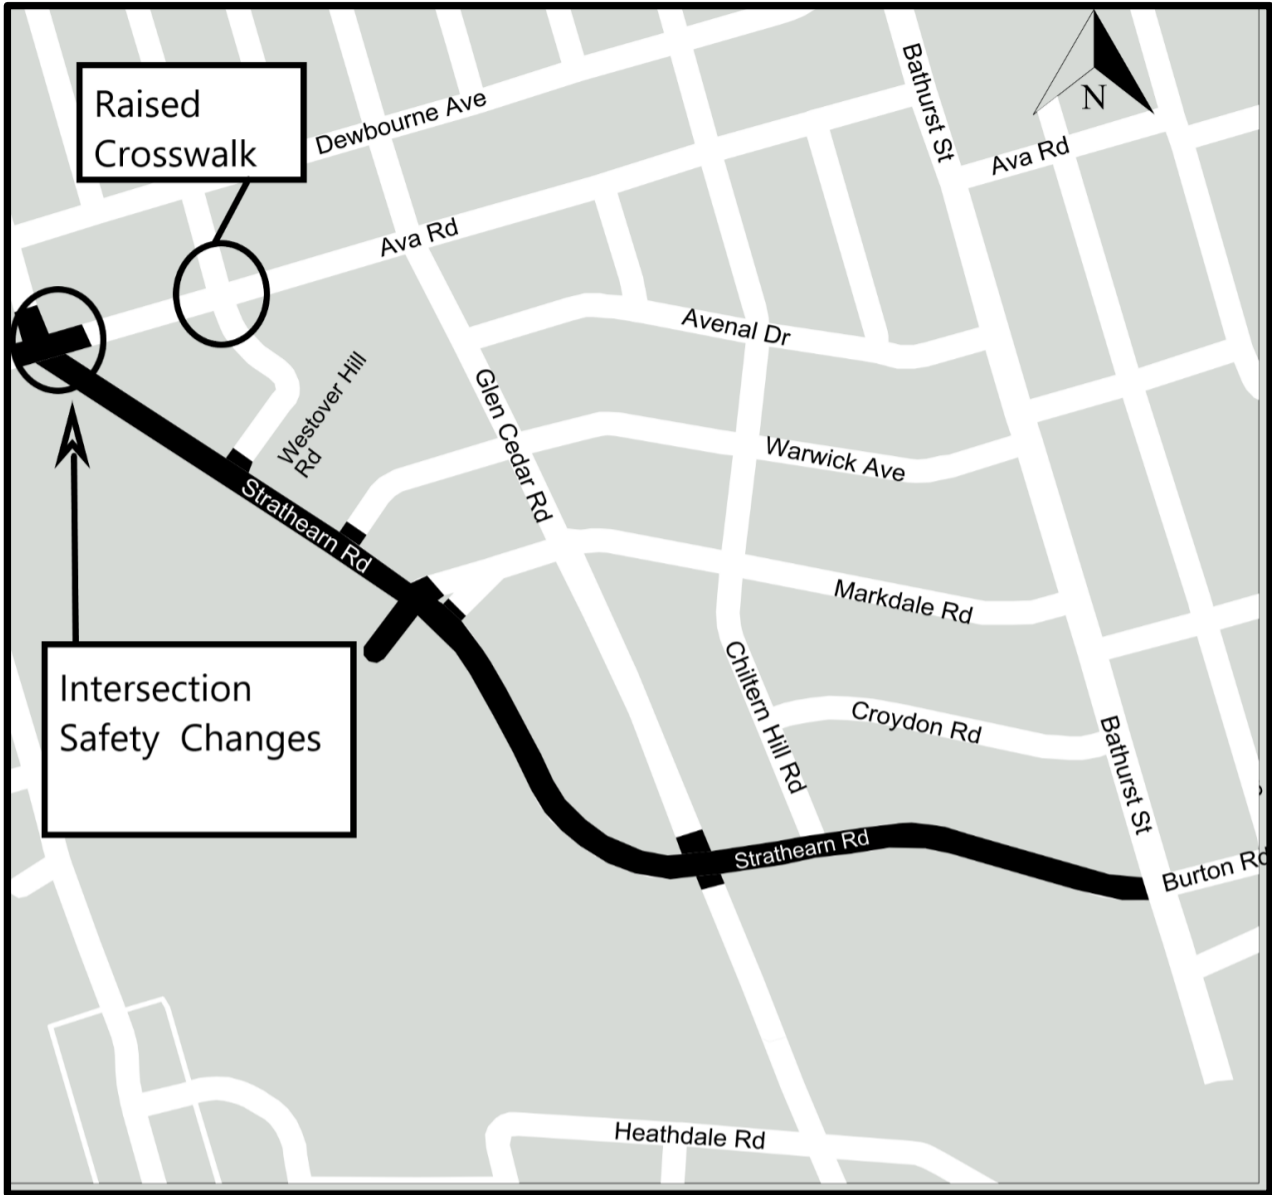 Raised
Crosswalk
Dewbourne Ave
Bathurst St
N
Ava Rd
Ava Rd
Avenal Dr
Westover Hill
Rd
Glen Cedar Rd
Warwick Ave
Strathearn Rd
Markdale Rd
Intersection
Safety Changes
Chiltern Hill Rd
Croydon Rd
Bathurst St
Strathearn Rd
Burton Rd
Heathdale Rd